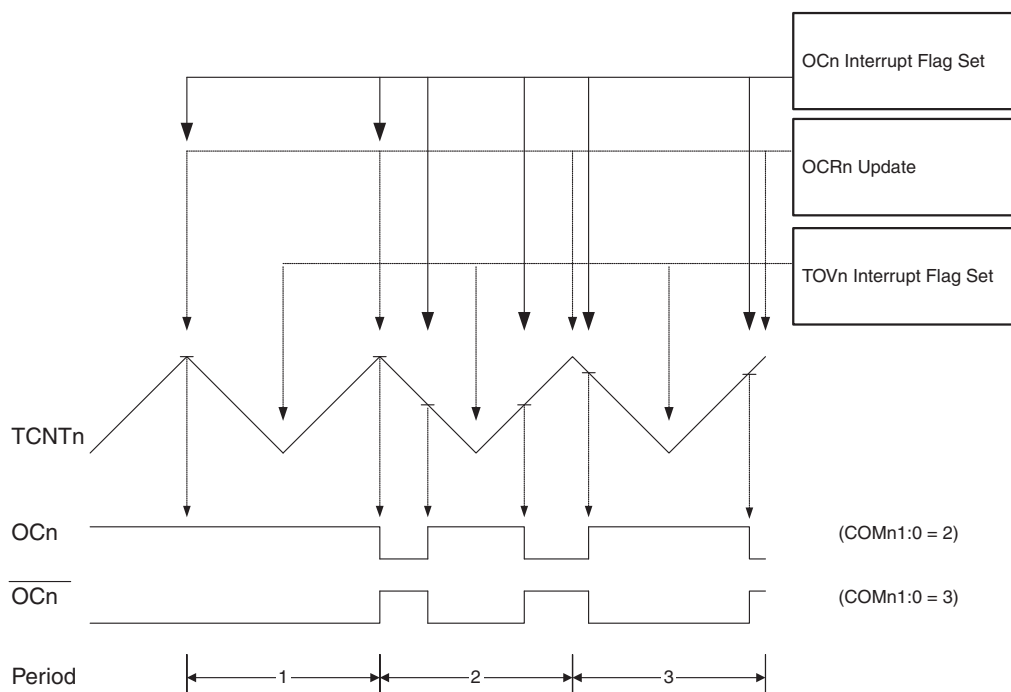 OCn Interrupt Flag Set
OCRn Update
TOVn Interrupt Flag Set
TCNTn
OCn
(COMn1:0 = 2)
OCn
(COMn1:0 = 3)
Period
1
2
3